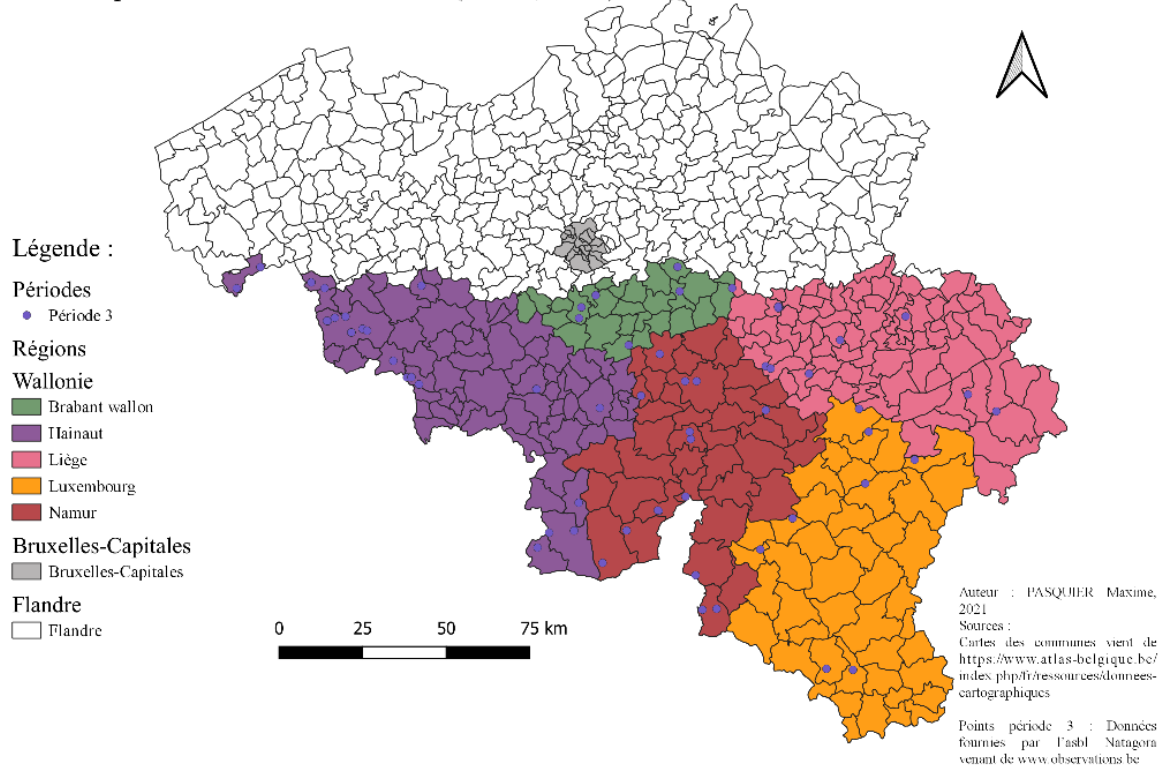 Légende :
Périodes
Période 3
Régions
Wallonie
Brabant wallon
Hainaut
Liège
Luxembourg
Namur
Bruxelles-Capitales
Bruxelles-Capitales
Flandre
Flandre
0 25 50 75 km
Auteur : PASQUIER Maxime,
2021
Sources :
Cartes des communes vient de
https://www.atlas-belgique.be/
index.php/fr/ressources/donnees-
cartographiques
Points période 3 : Données
fournies par l'asbl Natagora
venant de www.observations.be